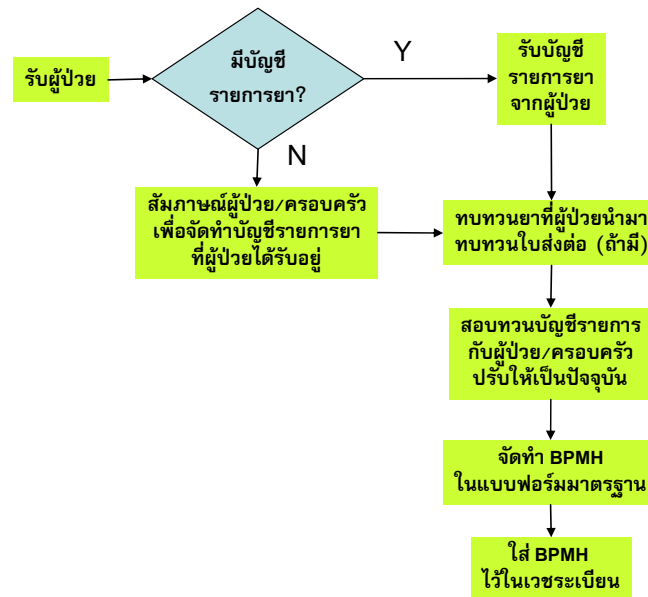 รับผู้ป่วย
มีบัญชี
รายการยา?
Y
รับบัญชี
รายการยา
จากผู้ป่วย
N
สัมภาษณ์ผู้ป่วย/ครอบครัว
เพื่อจัดทำบัญชีรายการยา
ที่ผู้ป่วยได้รับอยู่
ทบทวนยาที่ผู้ป่วยนำมา
ทบทวนใบส่งต่อ (ถ้ามี)
สอบทวนบัญชีรายการ
กับผู้ป่วย/ครอบครัว
ปรับให้เป็นปัจจุบัน
จัดทำ BPMH
ในแบบฟอร์มมาตรฐาน
ใส่ BPMH
ไว้ในเวชระเบียน